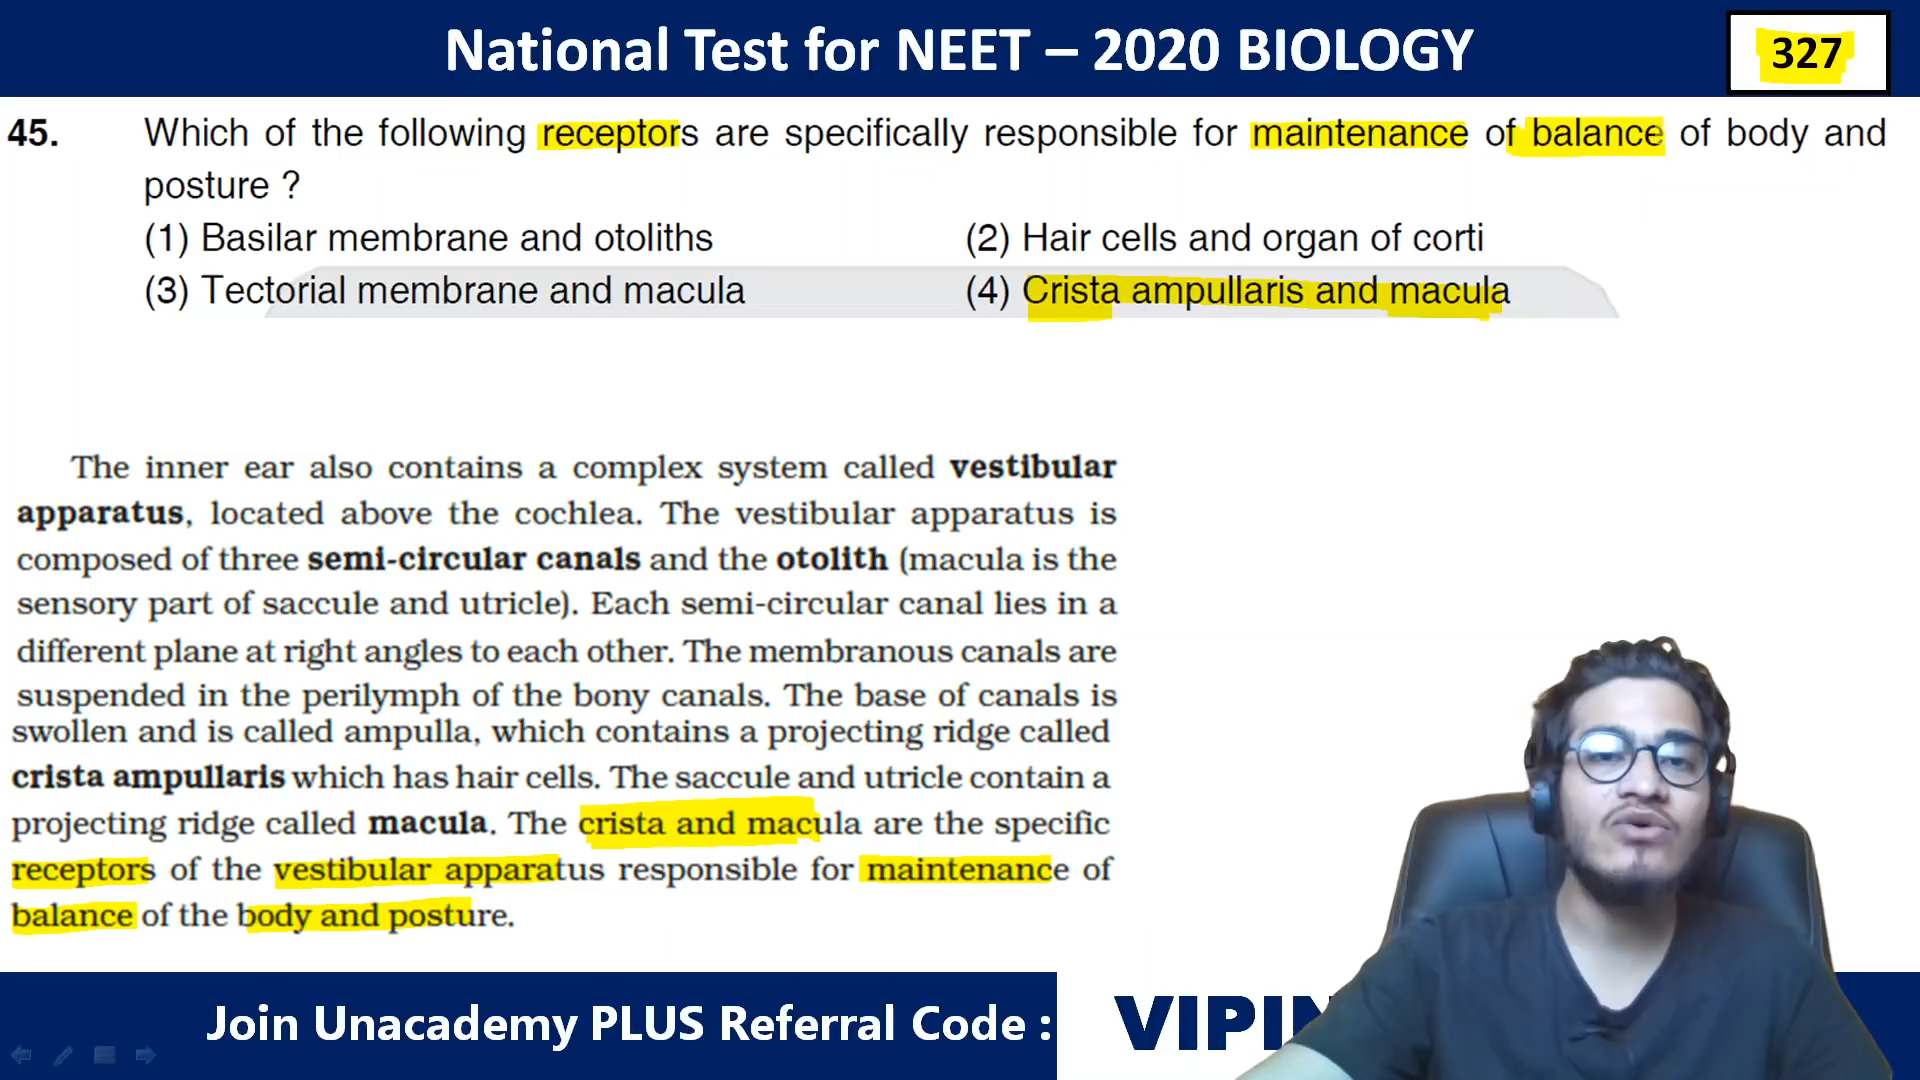 National Test for NEET – 2020 BIOLOGY
327
45. Which of the following receptors are specifically responsible for maintenance of balance of body and
posture ?
(1) Basilar membrane and otoliths (2) Hair cells and organ of corti
(3) Tectorial membrane and macula (4) Crista ampullaris and macula
The inner ear also contains a complex system called vestibular
apparatus, located above the cochlea. The vestibular apparatus is
composed of three semi-circular canals and the otolith (macula is the
sensory part of saccule and utricle). Each semi-circular canal lies in a
different plane at right angles to each other. The membranous canals are
suspended in the perilymph of the bony canals. The base of canals is
swollen and is called ampulla, which contains a projecting ridge called
crista ampullaris which has hair cells. The saccule and utricle contain a
projecting ridge called macula. The crista and macula are the specific
receptors of the vestibular apparatus responsible for maintenance of
balance of the body and posture.
Join Unacademy PLUS Referral Code :